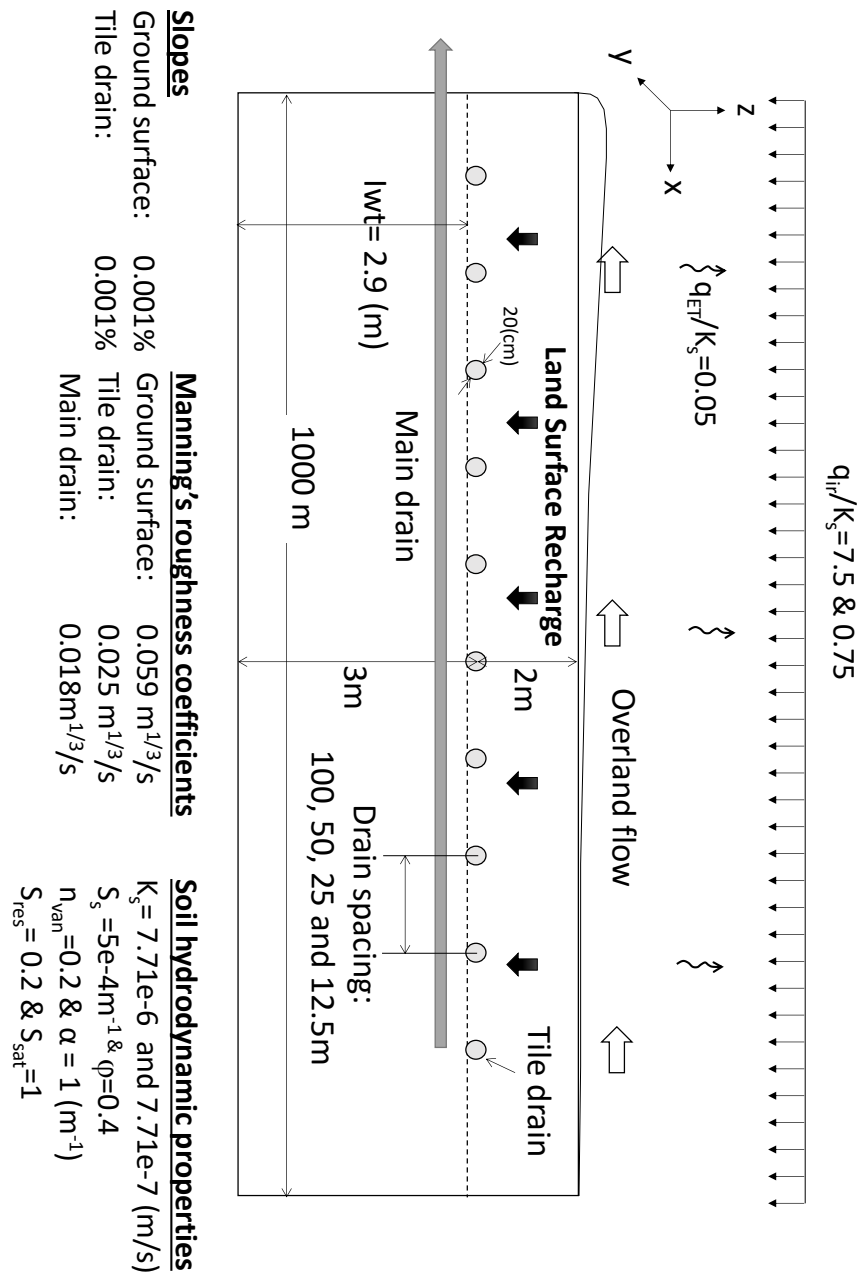 q_ir/K_s=7.5 & 0.75
z
x
y
q_ET/K_s=0.05
Overland flow
Land Surface Recharge
2m
Tile drain
20(cm)
lwt= 2.9 (m)
Main drain
3m
Drain spacing:
100, 50, 25 and 12.5m
1000 m
Slopes
Ground surface: 0.001%
Tile drain: 0.001%
Manning's roughness coefficients
Ground surface: 0.059 m^1/3/s
Tile drain: 0.025 m^1/3/s
Main drain: 0.018m^1/3/s
Soil hydrodynamic properties
K_s= 7.71e-6 and 7.71e-7 (m/s)
S_s =5e-4m^-1 & φ=0.4
n_van=0.2 & α = 1 (m^-1)
S_res= 0.2 & S_sat=1